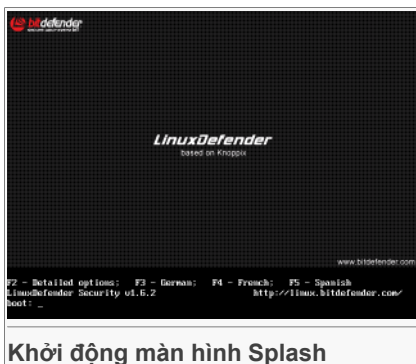 bitdefender
LinuxDefender
based on Knoppix
www.bitdefender.com
F2 - Detailed options; F3 - German; F4 - French; F5 - Spanish
LinuxDefender Security v1.6.2 http://linux.bitdefender.com/
boot: _
Khởi động màn hình Splash